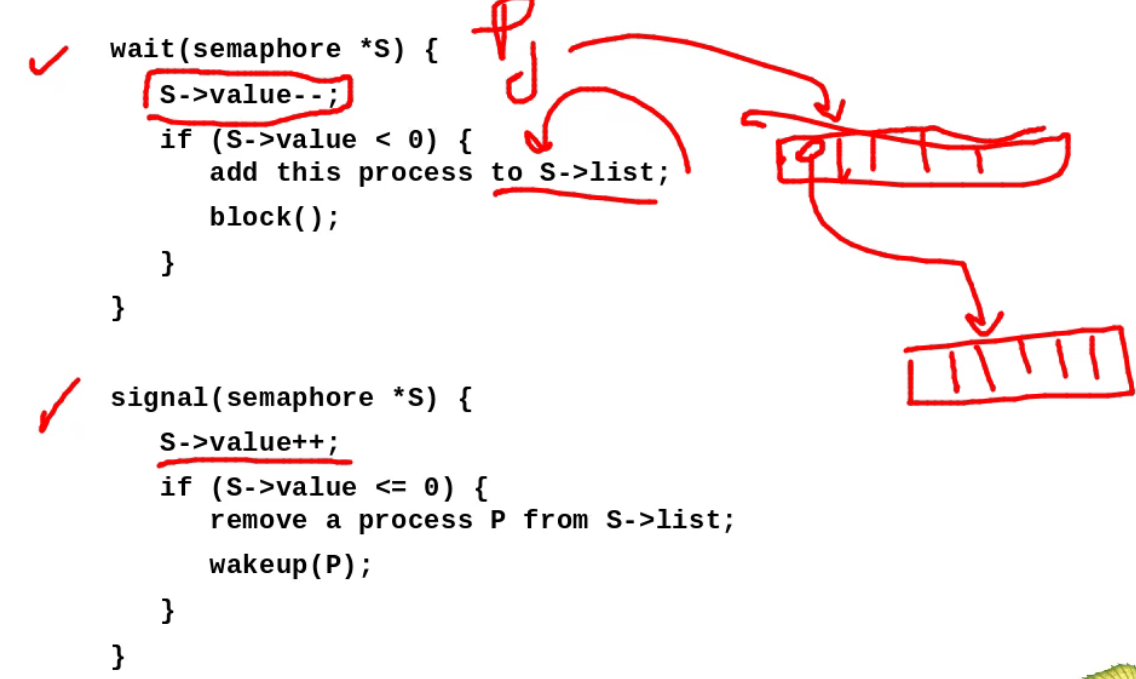 wait(semaphore *S) {
S->value--;
if (S->value < 0) {
add this process to S->list;
block();
}
}
signal(semaphore *S) {
S->value++;
if (S->value <= 0) {
remove a process P from S->list;
wakeup(P);
}
}